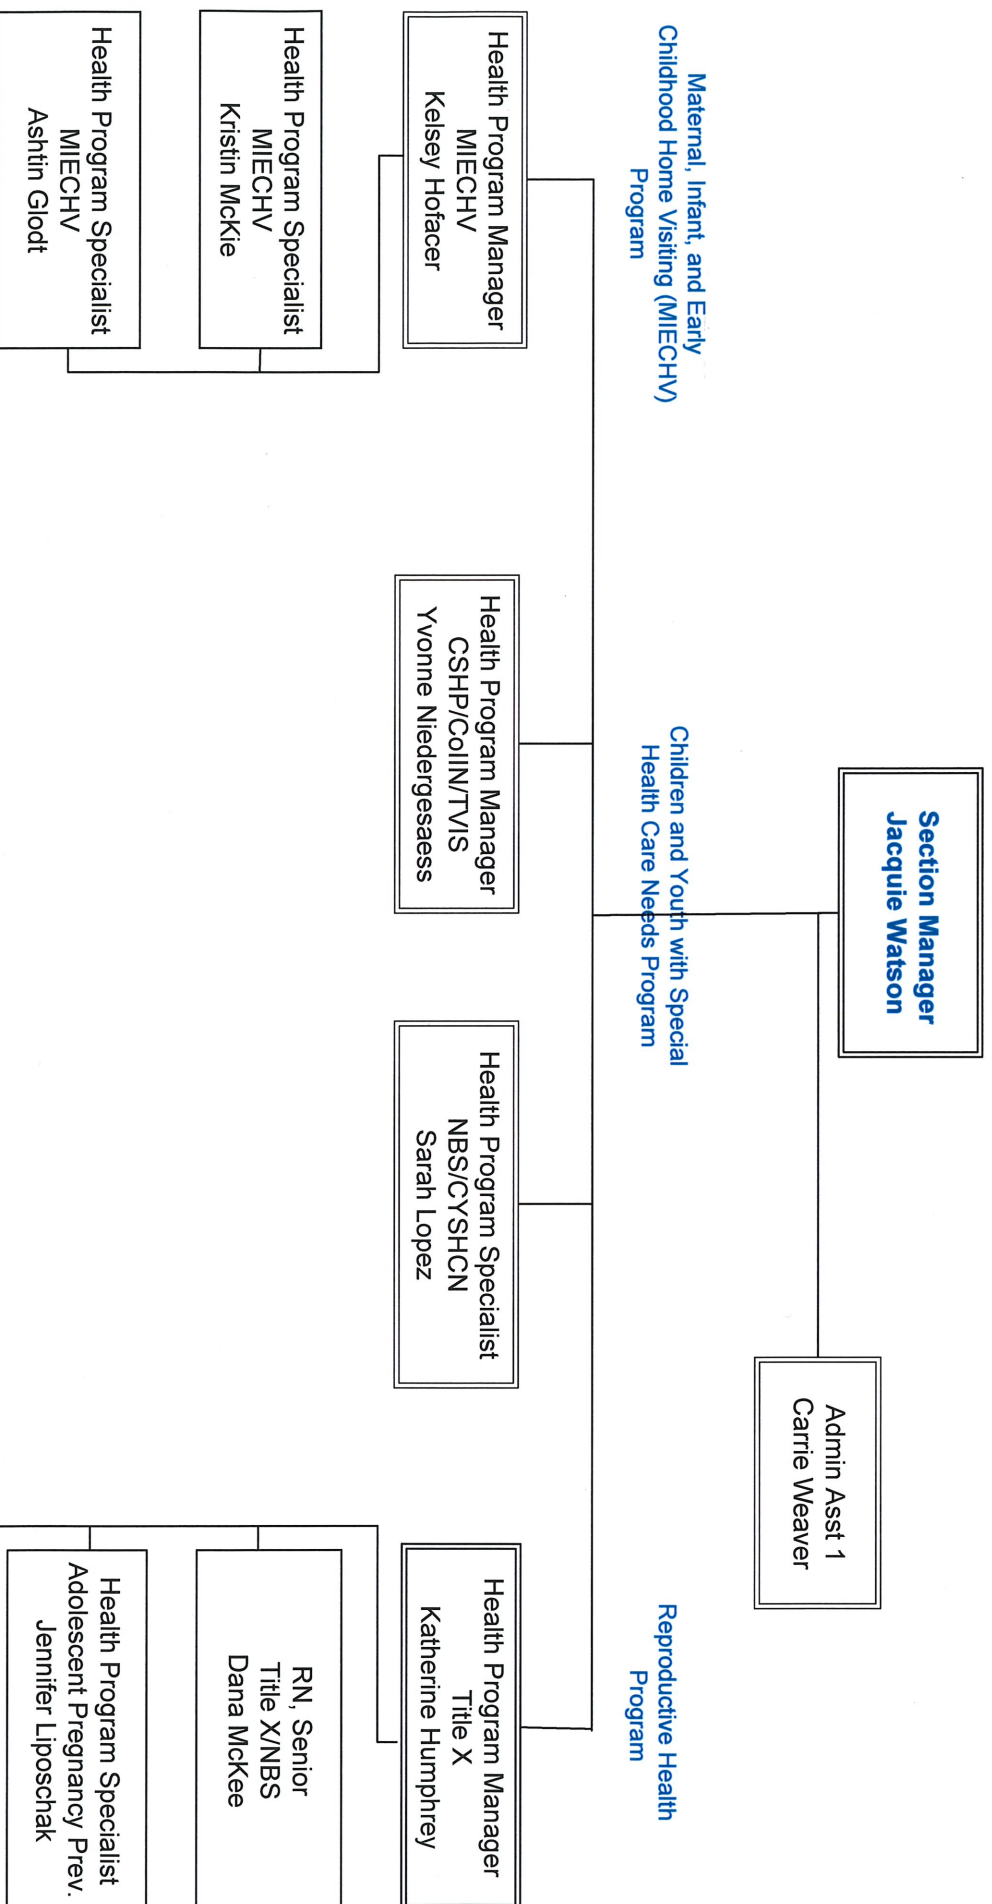 Section Manager
Jacquie Watson
Admin Asst 1
Carrie Weaver
Maternal, Infant, and Early
Childhood Home Visiting (MIECHV)
Program
Children and Youth with Special
Health Care Needs Program
Reproductive Health
Program
Health Program Manager
MIECHV
Kelsey Hofacer
Health Program Manager
CSHP/CoIIN/TVIS
Yvonne Niedergesaess
Health Program Specialist
NBS/CYSHCN
Sarah Lopez
Health Program Manager
Title X
Katherine Humphrey
Health Program Specialist
MIECHV
Kristin McKie
RN, Senior
Title X/NBS
Dana McKee
Health Program Specialist
MIECHV
Ashtin Glodt
Health Program Specialist
Adolescent Pregnancy Prev.
Jennifer Liposchak